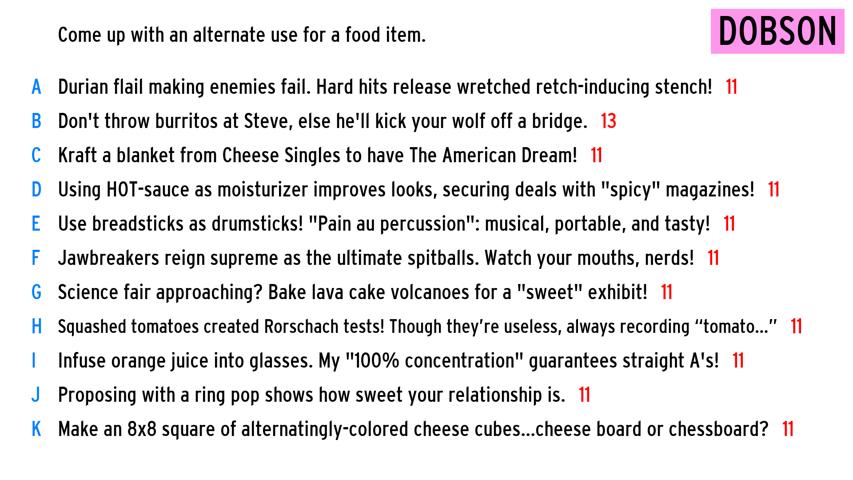 Come up with an alternate use for a food item.
DOBSON
A Durian flail making enemies fail. Hard hits release wretched retch-inducing stench! 11
B Don't throw burritos at Steve, else he'll kick your wolf off a bridge. 13
C Kraft a blanket from Cheese Singles to have The American Dream! 11
D Using HOT-sauce as moisturizer improves looks, securing deals with "spicy" magazines! 11
E Use breadsticks as drumsticks! "Pain au percussion": musical, portable, and tasty! 11
F Jawbreakers reign supreme as the ultimate spitballs. Watch your mouths, nerds! 11
G Science fair approaching? Bake lava cake volcanoes for a "sweet" exhibit! 11
H Squashed tomatoes created Rorschach tests! Though they’re useless, always recording “tomato...” 11
I Infuse orange juice into glasses. My "100% concentration" guarantees straight A's! 11
J Proposing with a ring pop shows how sweet your relationship is. 11
K Make an 8x8 square of alternatingly-colored cheese cubes...cheese board or chessboard? 11